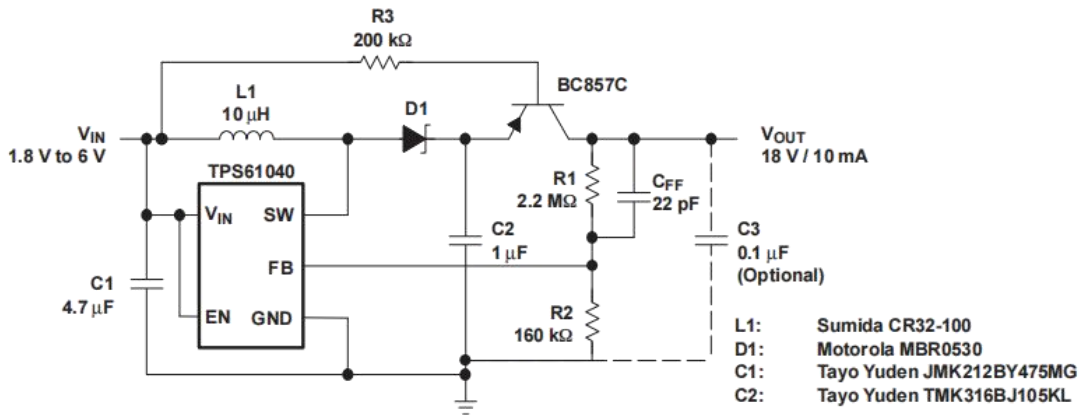 R3
200 kΩ
BC857C
L1
10 µH
D1
VIN
1.8 V to 6 V
VOUT
18 V / 10 mA
TPS61040
R1
2.2 MΩ
CFF
22 pF
VIN
SW
C2
1 µF
C3
0.1 µF
(Optional)
FB
C1
4.7 µF
R2
160 kΩ
EN
GND
L1: Sumida CR32-100
D1: Motorola MBR0530
C1: Tayo Yuden JMK212BY475MG
C2: Tayo Yuden TMK316BJ105KL